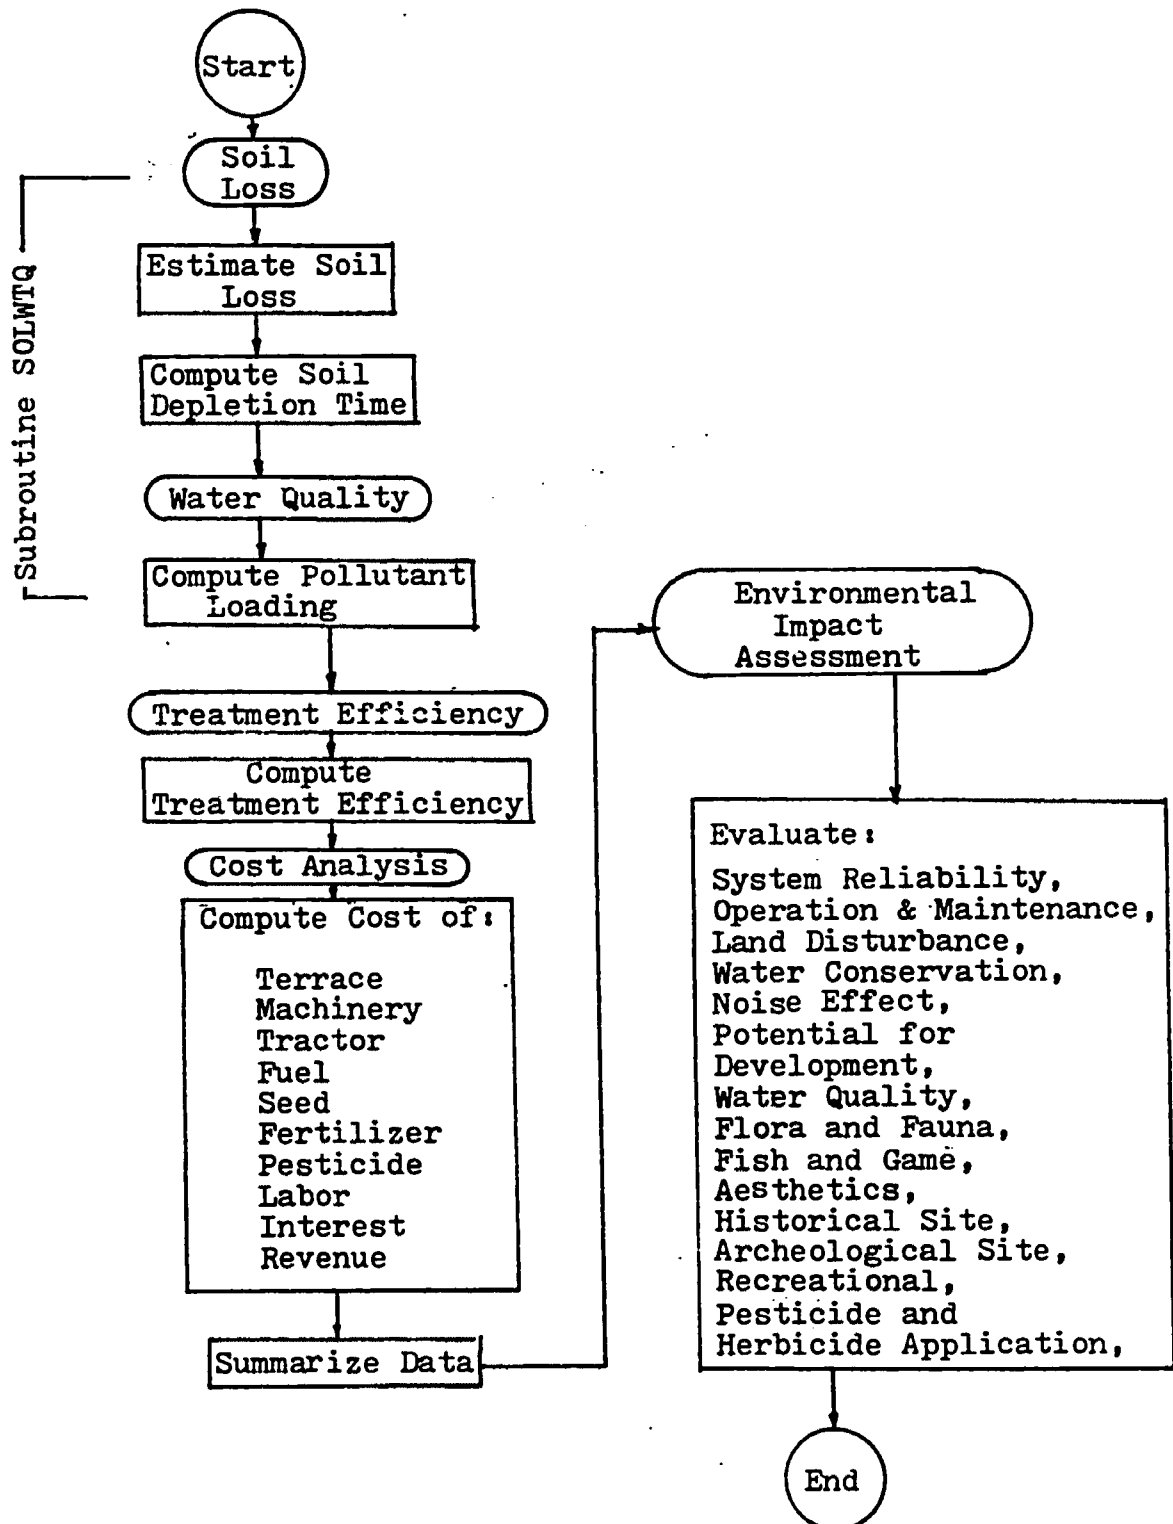 Start
Soil
Loss
Subroutine SOLWTQ
Estimate Soil
Loss
Compute Soil
Depletion Time
Water Quality
Compute Pollutant
Loading
Treatment Efficiency
Compute
Treatment Efficiency
Cost Analysis
Compute Cost of:
Terrace
Machinery
Tractor
Fuel
Seed
Fertilizer
Pesticide
Labor
Interest
Revenue
Summarize Data
Environmental
Impact
Assessment
Evaluate:
System Reliability,
Operation & Maintenance,
Land Disturbance,
Water Conservation,
Noise Effect,
Potential for
Development,
Water Quality,
Flora and Fauna,
Fish and Game,
Aesthetics,
Historical Site,
Archeological Site,
Recreational,
Pesticide and
Herbicide Application,
End